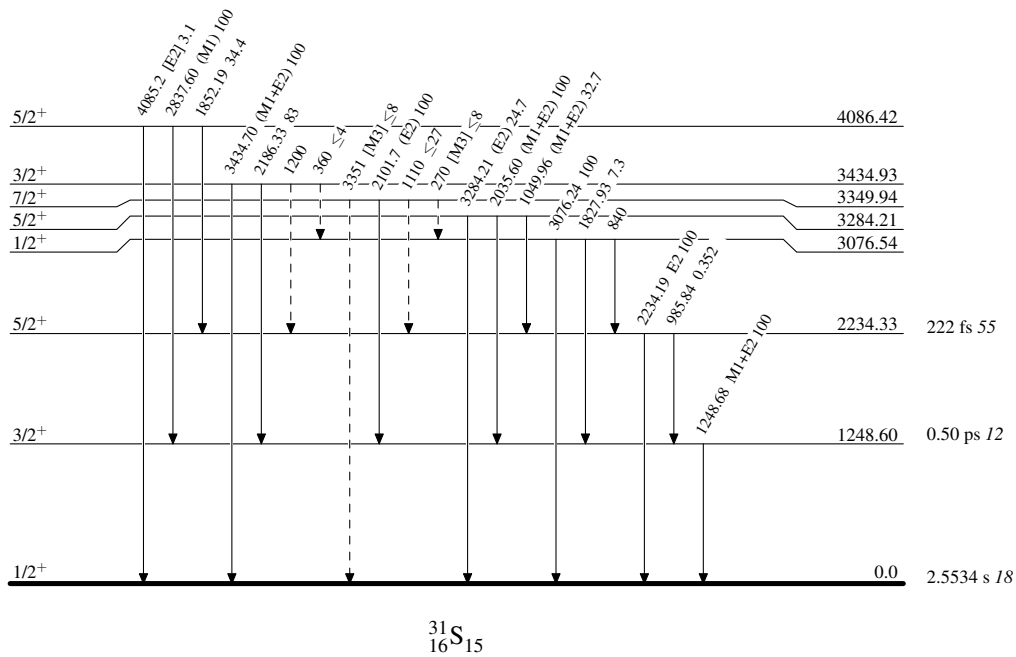 4085.2 [E2] 3.1
2837.60 (M1) 100
1852.19 34.4
3434.70 (M1+E2) 100
2186.33 83
1200
360 ≤4
3351 [M3] ≤8
2101.7 (E2) 100
1110 ≤27
270 [M3] ≤8
3284.21 (E2) 24.7
2035.60 (M1+E2) 100
1049.96 (M1+E2) 32.7
3076.24 100
1827.93 7.3
840
2234.19 E2 100
985.84 0.352
1248.68 M1+E2 100
5/2+ 4086.42
3/2+ 3434.93
7/2+ 3349.94
5/2+ 3284.21
1/2+ 3076.54
5/2+ 2234.33 222 fs 55
3/2+ 1248.60 0.50 ps 12
1/2+ 0.0 2.5534 s 18
31 16 S 15